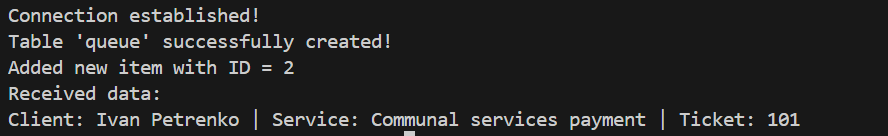 Connection established!
Table 'queue' successfully created!
Added new item with ID = 2
Received data:
Client: Ivan Petrenko | Service: Communal services payment | Ticket: 101